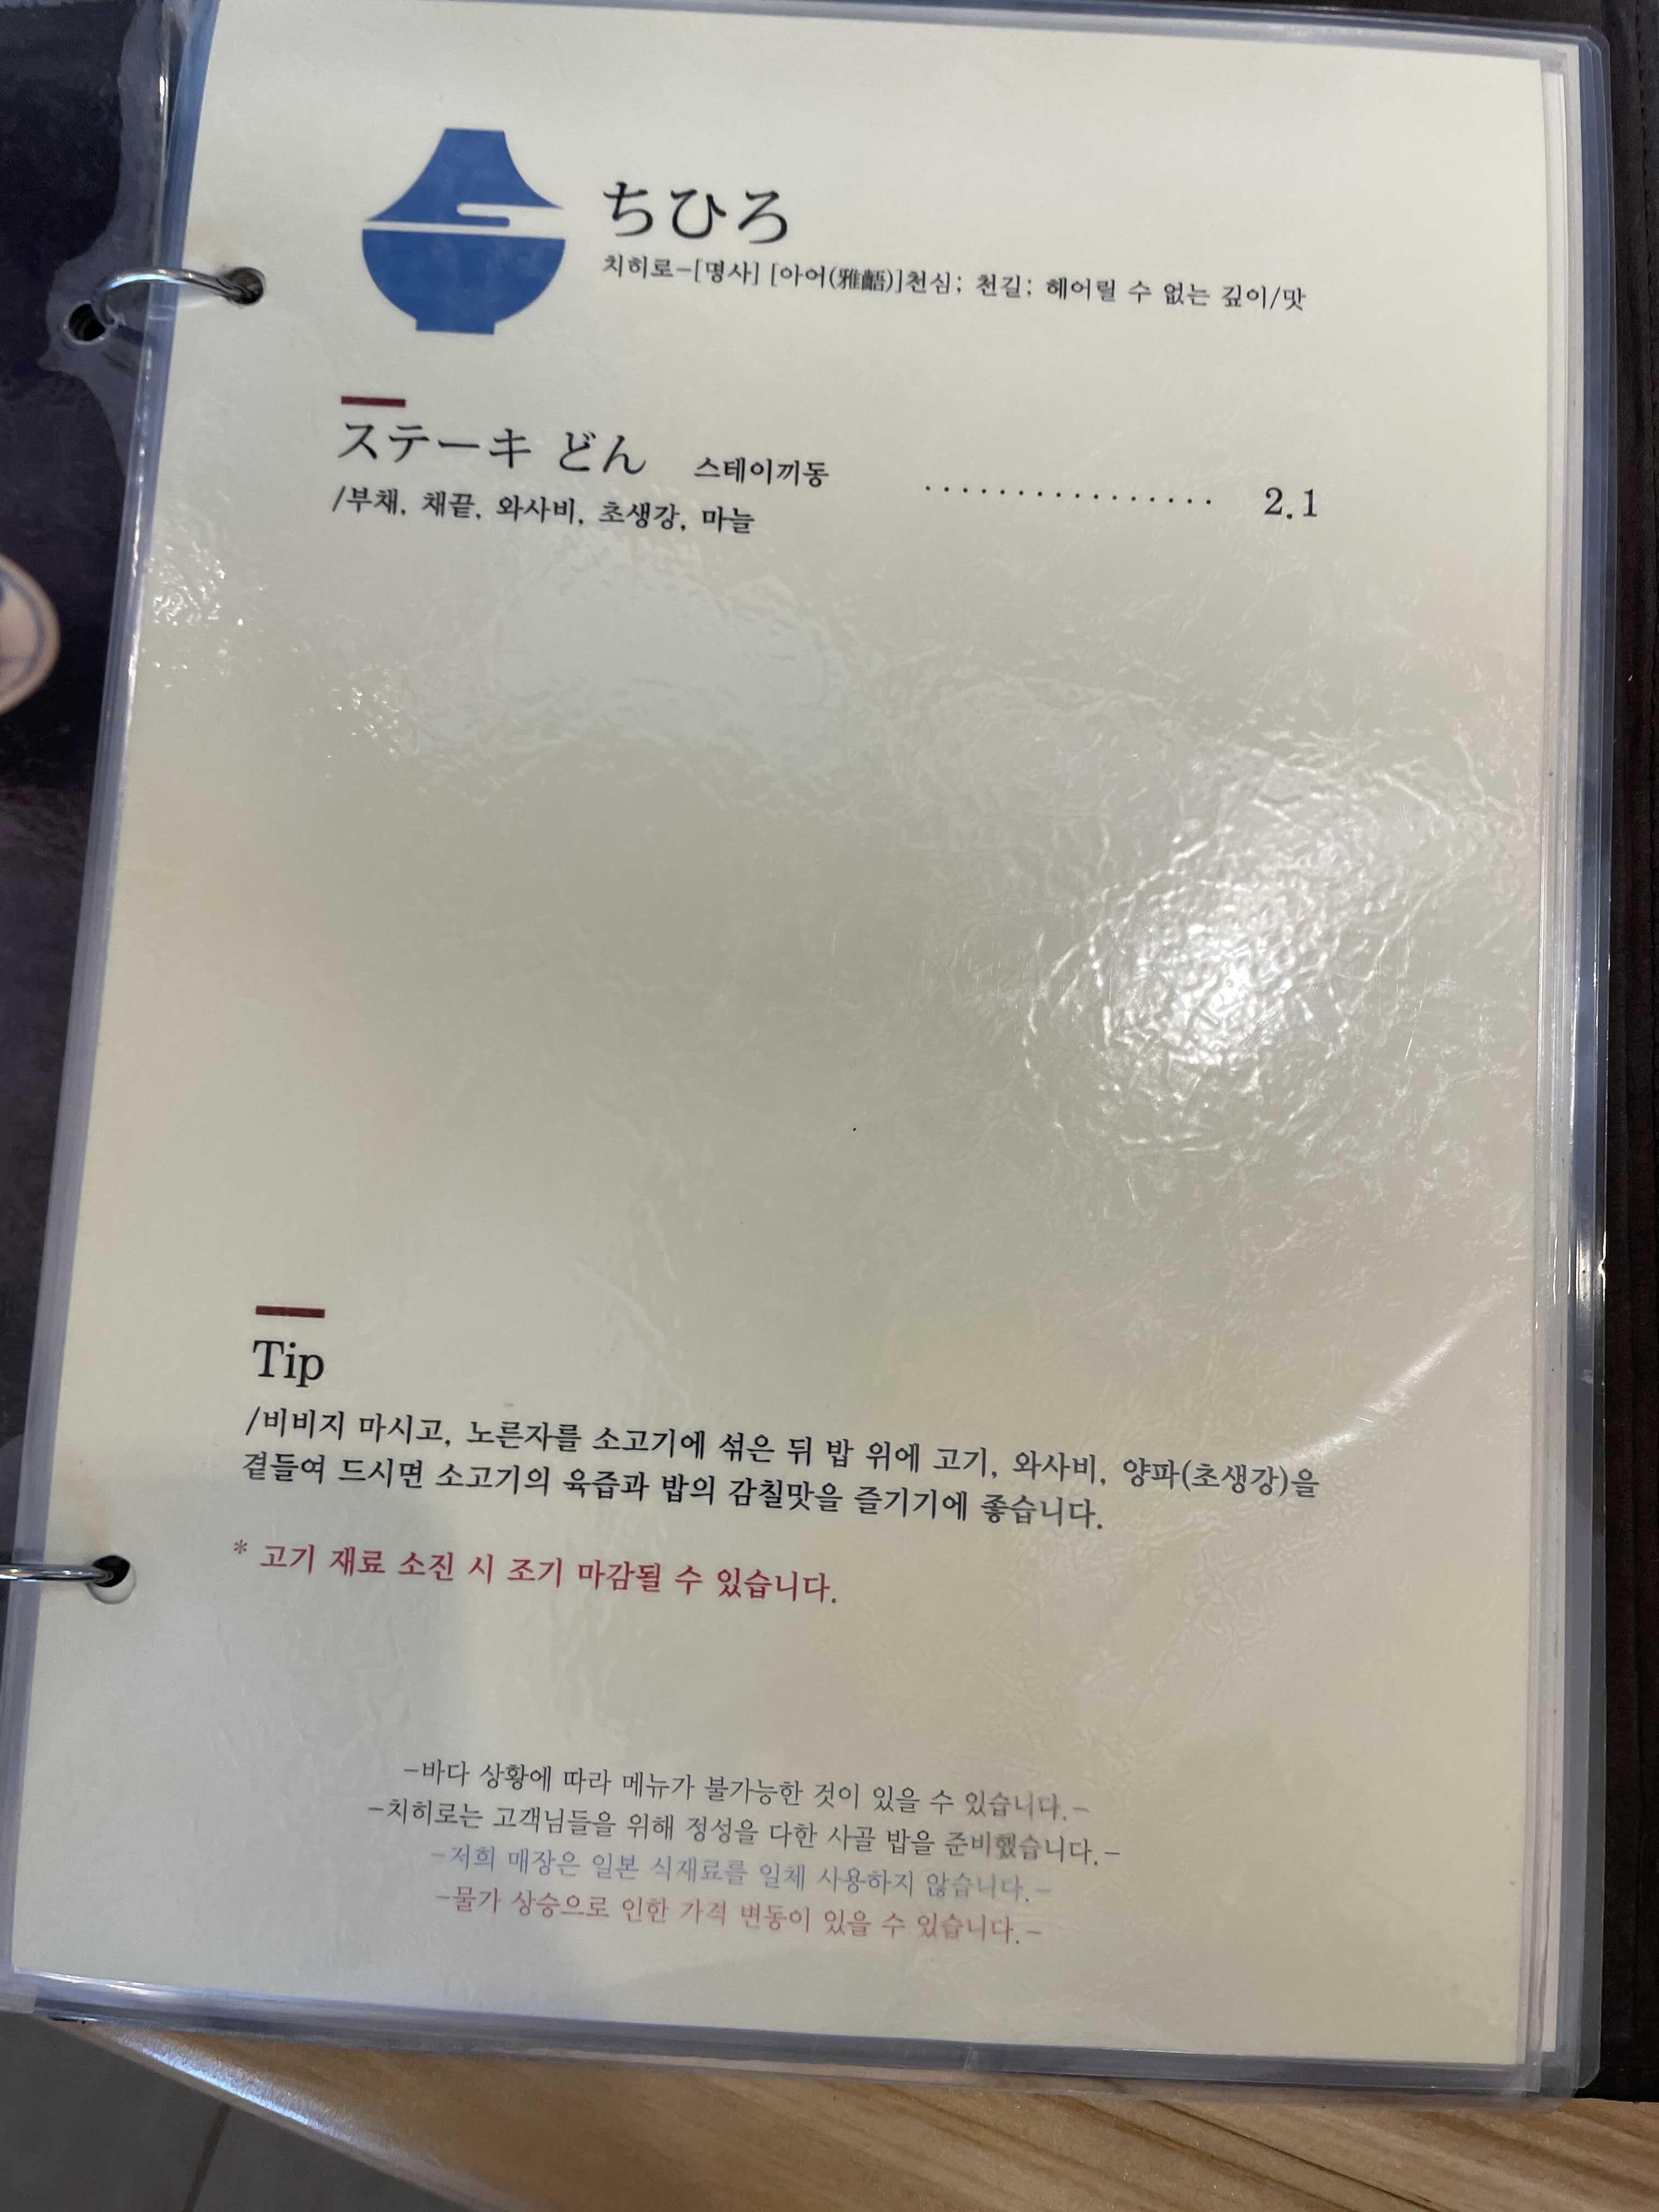 ちひろ
치히로-[명사] [아어(雅齬)]천심; 천길; 헤어릴 수 없는 깊이/맛
ステーキ どん 스테이끼동 ................ 2.1
/부채, 채끝, 와사비, 초생강, 마늘
Tip
/비비지 마시고, 노른자를 소고기에 섞은 뒤 밥 위에 고기, 와사비, 양파(초생강)을
곁들여 드시면 소고기의 육즙과 밥의 감칠맛을 즐기기에 좋습니다.
* 고기 재료 소진 시 조기 마감될 수 있습니다.
-바다 상황에 따라 메뉴가 불가능한 것이 있을 수 있습니다.-
-치히로는 고객님들을 위해 정성을 다한 사골 밥을 준비했습니다.-
-저희 매장은 일본 식재료를 일체 사용하지 않습니다.-
-물가 상승으로 인한 가격 변동이 있을 수 있습니다.-